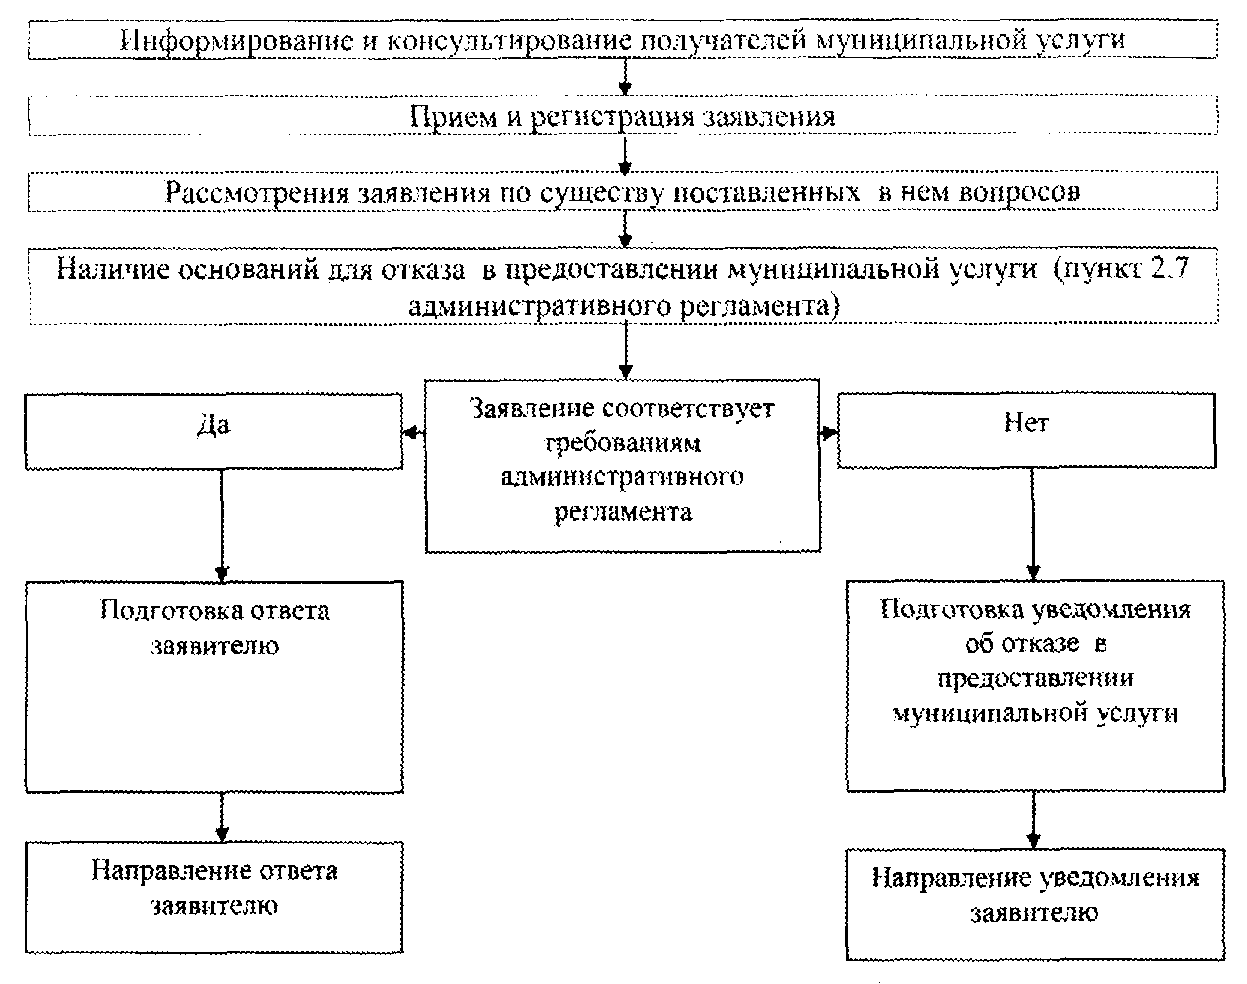 Информирование и консультирование получателей муниципальной услуги
Прием и регистрация заявления
Рассмотрения заявления по существу поставленных в нем вопросов
Наличие оснований для отказа в предоставлении муниципальной услуги (пункт 2.7
административного регламента)
Да
Заявление соответствует
требованиям
административного
регламента
Нет
Подготовка ответа
заявителю
Подготовка уведомления
об отказе в
предоставлении
муниципальной услуги
Направление ответа
заявителю
Направление уведомления
заявителю